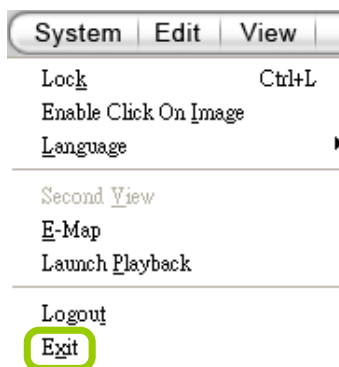 System Edit View
Lock Ctrl+L
Enable Click On Image
Language
Second View
E-Map
Launch Playback
Logout
Exit